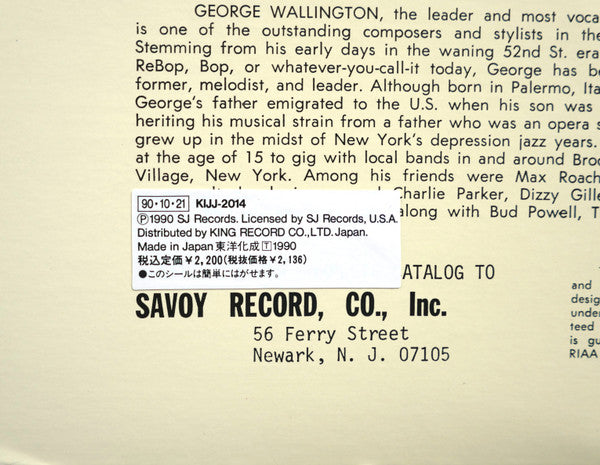 GEORGE WALLINGTON, the leader and most
is one of the outstanding composers and stylists in the
Stemming from his early days in the waning 52nd St. era
ReBop, Bop, or whatever-you-call-it today, George has
former, melodist, and leader. Although born in Palermo,
George's father emigrated to the U.S. when his son was
heriting his musical strain from a father who was an opera
grew up in the midst of New York's depression jazz years.
at the age of 15 to gig with local bands in and around
Village, New York. Among his friends were Max Roach
Charlie Parker, Dizzy
along with Bud Powell,
90・10・21 KIJJ-2014
Ⓟ1990 SJ Records. Licensed by SJ Records, U.S.A.
Distributed by KING RECORD CO.,LTD. Japan.
Made in Japan 東洋化成 🅃1990
税込定価¥2,200(税抜価格¥2,136)
●このシールは簡単にはがせます。
ATALOG TO
SAVOY RECORD, CO., Inc.
56 Ferry Street
Newark, N. J. 07105
and
desig
under
teed
is gu
RIAA